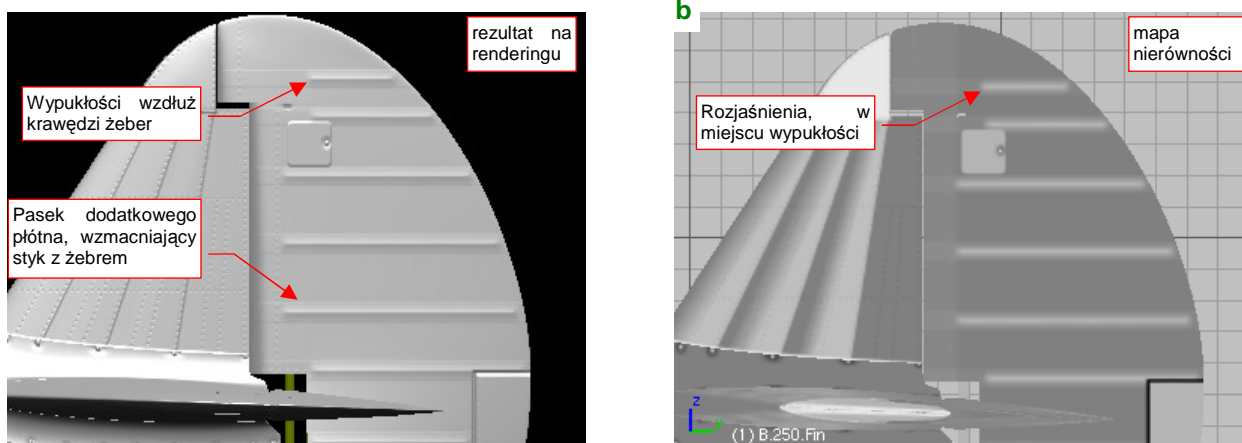 rezultat na
renderingu
Wypukłości wzdłuż
krawędzi żeber
Pasek dodatkowego
płótna, wzmacniający
styk z żebrem
b
mapa
nierówności
Rozjaśnienia, w
miejscu wypukłości
z
y
(1) B.250.Fin